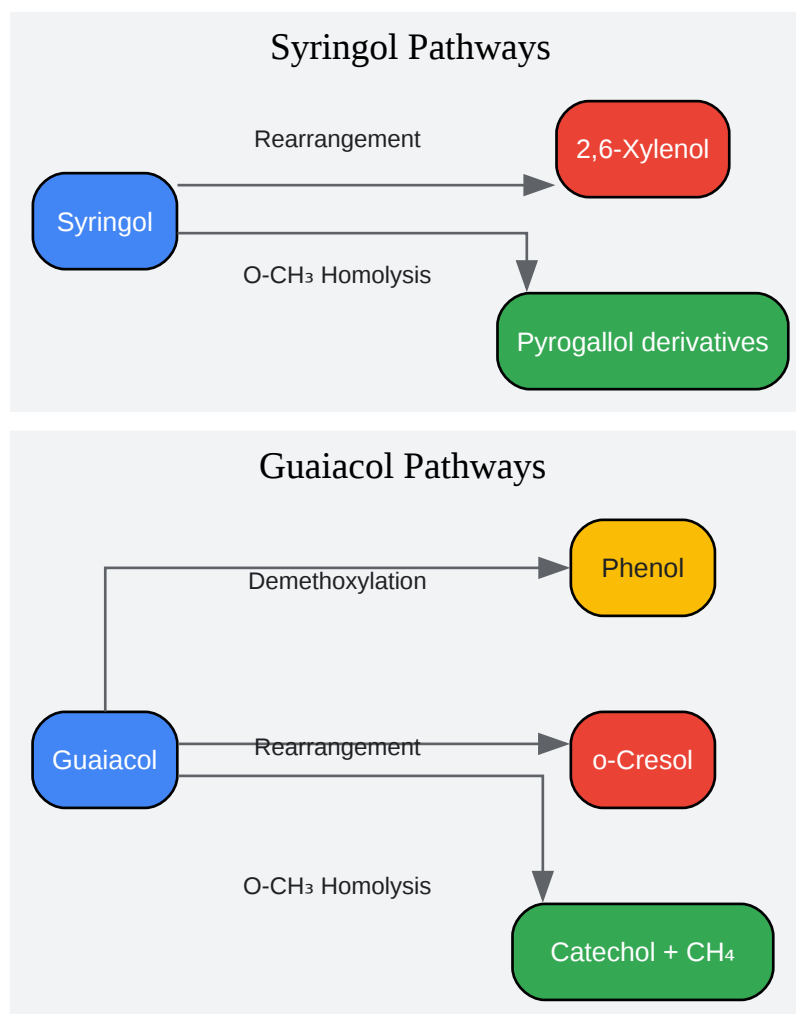 Syringol Pathways
Rearrangement
2,6-Xylenol
Syringol
O-CH₃ Homolysis
Pyrogallol derivatives
Guaiacol Pathways
Phenol
Demethoxylation
Rearrangement
Guaiacol
o-Cresol
O-CH₃ Homolysis
Catechol + CH₄